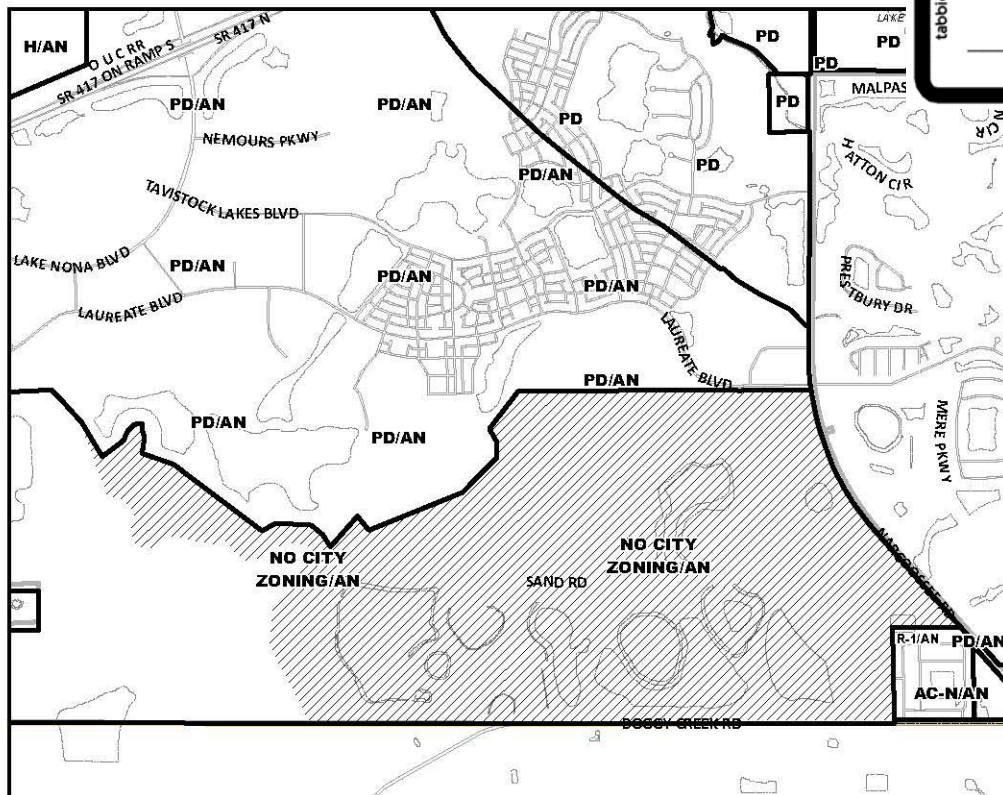 H/AN
O U C RR
SR 417 ON RAMP S
SR 417 N
PD/AN
PD/AN
NEMOURS PKWY
TAVISTOCK LAKES BLVD
LAKE NONA BLVD
PD/AN
LAUREATE BLVD
PD
PD
LAKE
PD
PD
PD
MALPAS
PD
PD/AN
PD/AN
PD/AN
HATTON CIR
N CIR
PRESTBURY DR
LAUREATE BLVD
PD/AN
PD/AN
PD/AN
MERE PKWY
NO CITY
ZONING/AN
NO CITY
ZONING/AN
SAND RD
NARCOOSSEE RD
R-1/AN
PD/AN
AC-N/AN
BOGGY CREEK RD